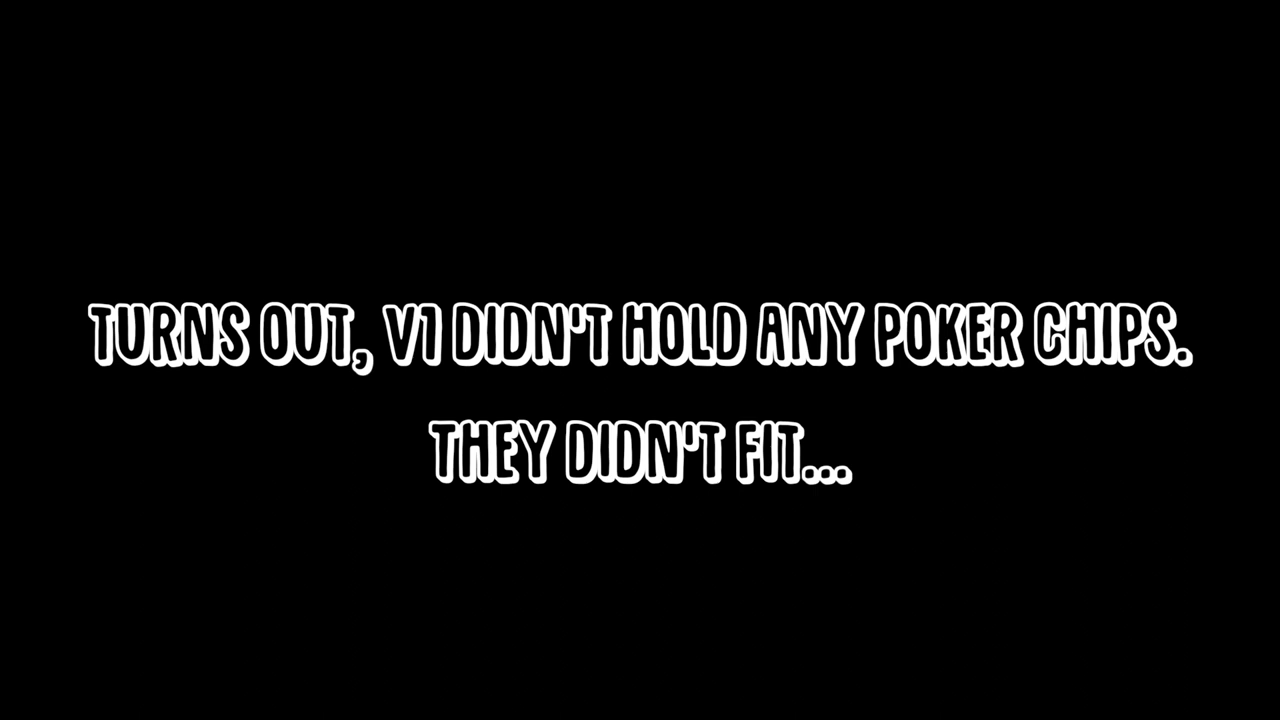 TURNS OUT, V1 DIDN'T HOLD ANY POKER CHIPS.
THEY DIDN'T FIT...